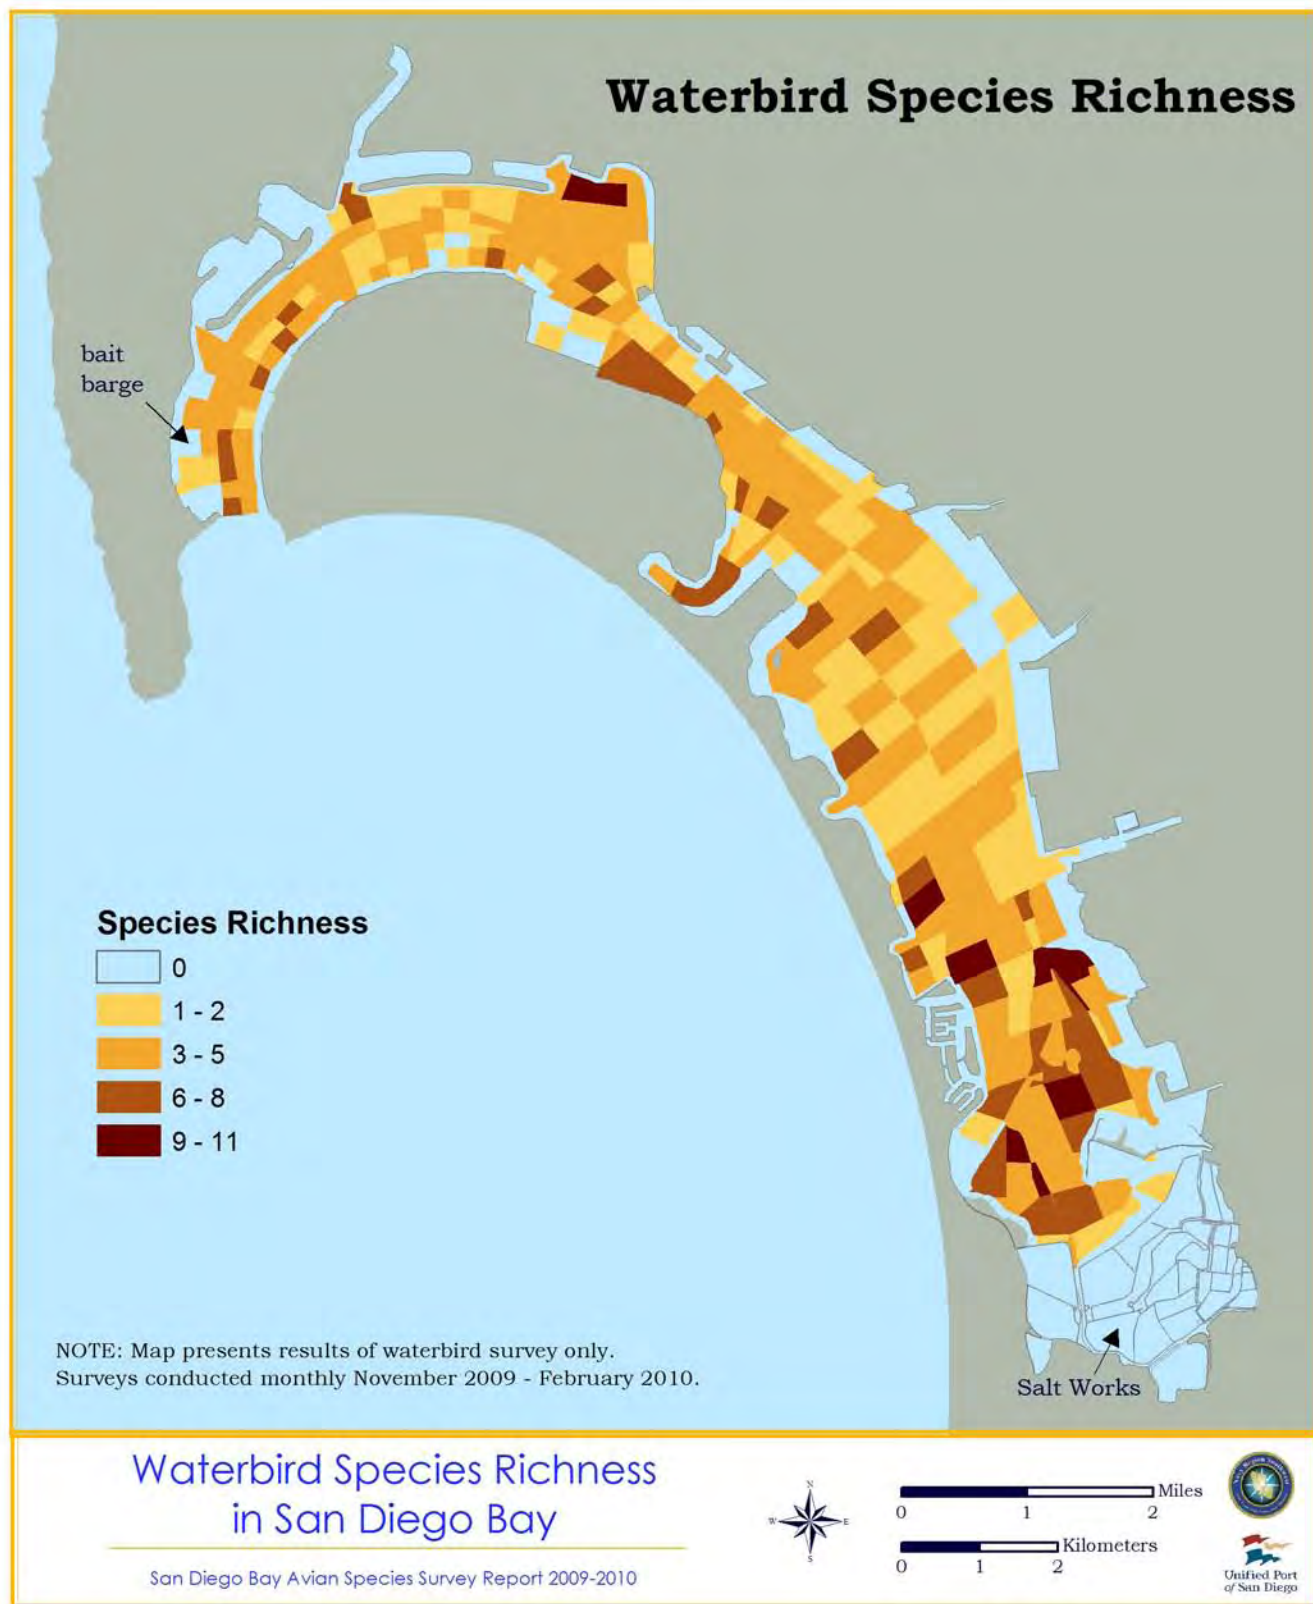 Waterbird Species Richness
bait
barge
Species Richness
0
1 - 2
3 - 5
6 - 8
9 - 11
NOTE: Map presents results of waterbird survey only.
Surveys conducted monthly November 2009 - February 2010.
Salt Works
Waterbird Species Richness
in San Diego Bay
San Diego Bay Avian Species Survey Report 2009-2010
N
W
E
S
Miles
0 1 2
Kilometers
0 1 2
Unified Port
of San Diego